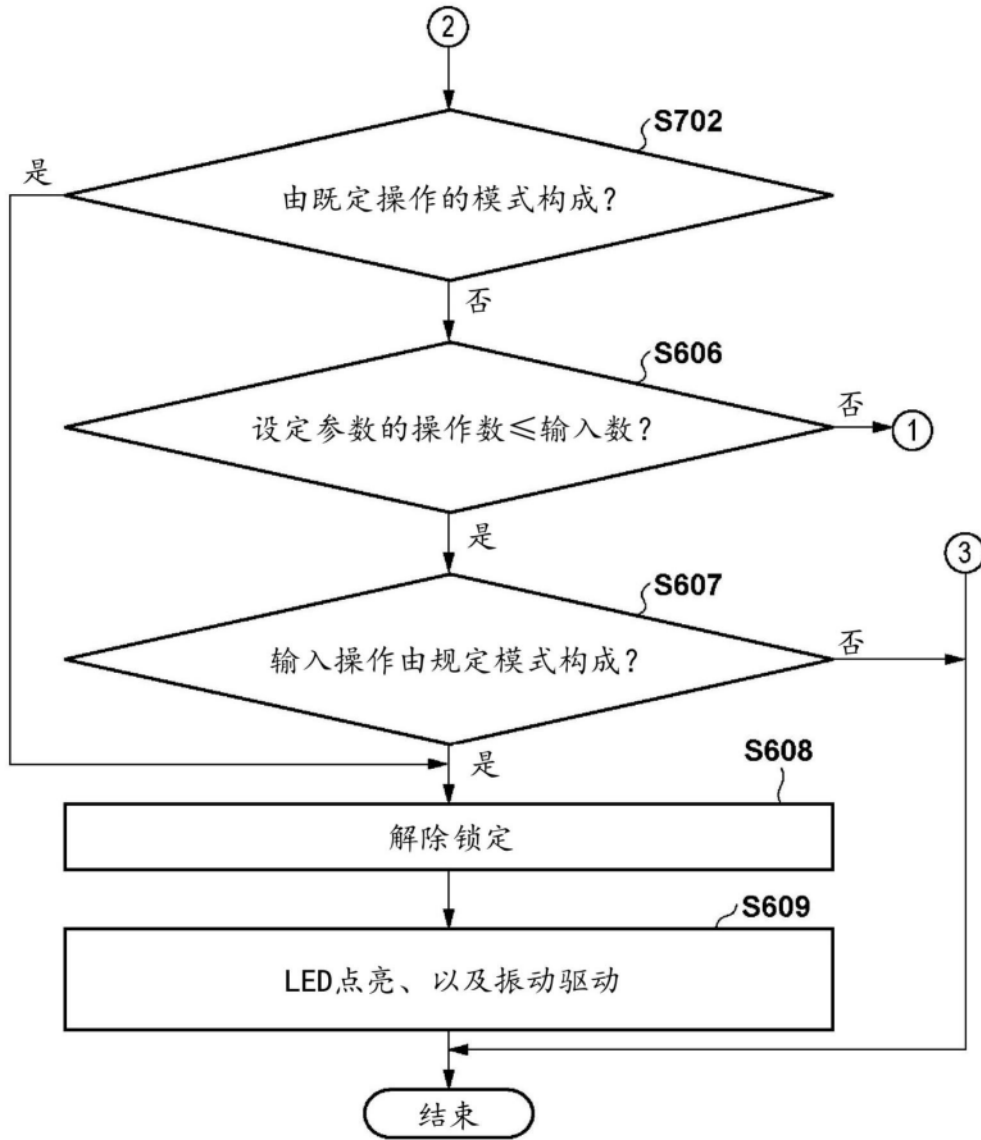 2
S702
是
由既定操作的模式构成?
否
S606
设定参数的操作数≤输入数?
否
1
是
3
S607
输入操作由规定模式构成?
否
是
S608
解除锁定
S609
LED点亮、以及振动驱动
结束